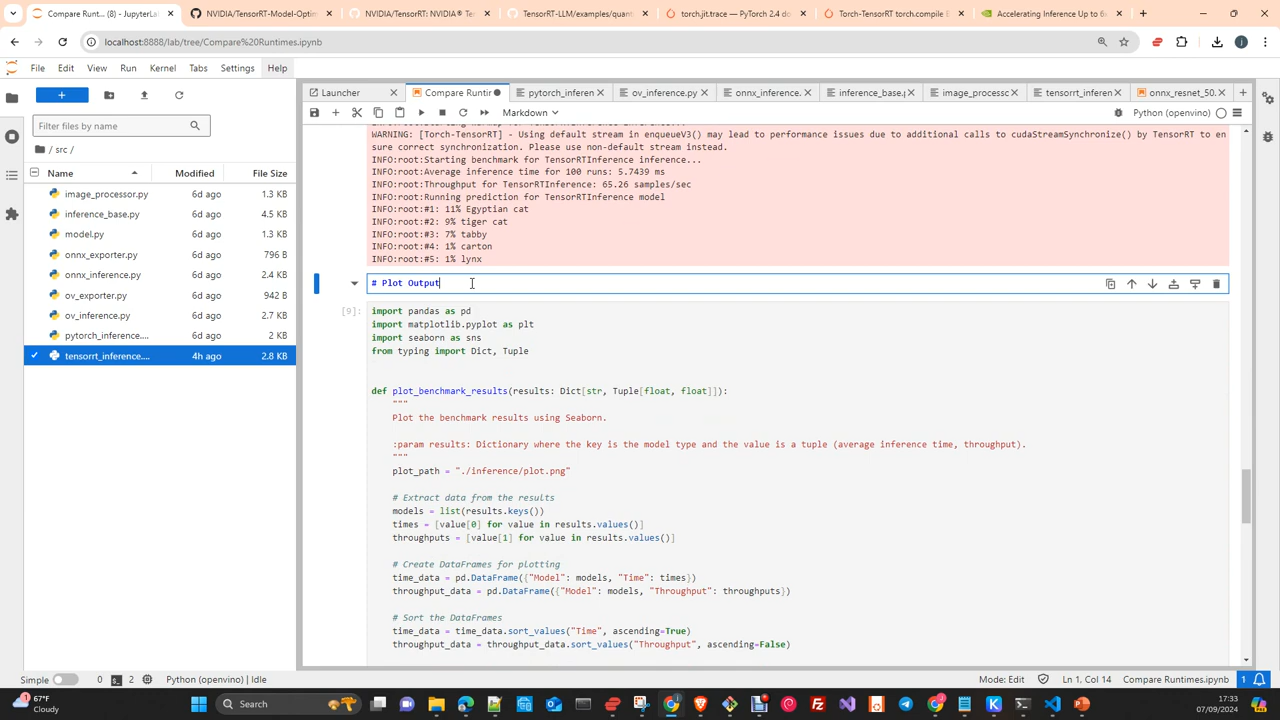 Compare Run... (8) - JupyterLab
NVIDIA/TensorRT-Model-Optim
NVIDIA/TensorRT: NVIDIA® Te
TensorRT-LLM/examples/quant
torch.jit.trace — PyTorch 2.4 do
Torch-TensorRT torch.compile B
Accelerating Inference Up to 6x
localhost:8888/lab/tree/Compare%20Runtimes.ipynb
File Edit View Run Kernel Tabs Settings Help
Launcher
Compare Runtir
pytorch_inferen
ov_inference.py
onnx_inference.
inference_base.p
image_processo
tensorrt_inferen
onnx_resnet_50.
Markdown
Python (openvino)
Filter files by name
/ src /
Name Modified File Size
image_processor.py 6d ago 1.3 KB
inference_base.py 6d ago 4.5 KB
model.py 6d ago 1.3 KB
onnx_exporter.py 6d ago 796 B
onnx_inference.py 6d ago 2.4 KB
ov_exporter.py 6d ago 942 B
ov_inference.py 6d ago 2.7 KB
pytorch_inference.... 6d ago 2 KB
tensorrt_inference.... 4h ago 2.8 KB
WARNING: [Torch-TensorRT] - Using default stream in enqueueV3() may lead to performance issues due to additional calls to cudaStreamSynchronize() by TensorRT to en
sure correct synchronization. Please use non-default stream instead.
INFO:root:Starting benchmark for TensorRTInference inference...
INFO:root:Average inference time for 100 runs: 5.7439 ms
INFO:root:Throughput for TensorRTInference: 65.26 samples/sec
INFO:root:Running prediction for TensorRTInference model
INFO:root:#1: 11% Egyptian cat
INFO:root:#2: 9% tiger cat
INFO:root:#3: 7% tabby
INFO:root:#4: 1% carton
INFO:root:#5: 1% lynx
# Plot Output
[9]:
import pandas as pd
import matplotlib.pyplot as plt
import seaborn as sns
from typing import Dict, Tuple
def plot_benchmark_results(results: Dict[str, Tuple[float, float]]):
"""
Plot the benchmark results using Seaborn.
:param results: Dictionary where the key is the model type and the value is a tuple (average inference time, throughput).
"""
plot_path = "./inference/plot.png"
# Extract data from the results
models = list(results.keys())
times = [value[0] for value in results.values()]
throughputs = [value[1] for value in results.values()]
# Create DataFrames for plotting
time_data = pd.DataFrame({"Model": models, "Time": times})
throughput_data = pd.DataFrame({"Model": models, "Throughput": throughputs})
# Sort the DataFrames
time_data = time_data.sort_values("Time", ascending=True)
throughput_data = throughput_data.sort_values("Throughput", ascending=False)
Simple 0 2 Python (openvino) | Idle
Mode: Edit Ln 1, Col 14 Compare Runtimes.ipynb 1
67°F
Cloudy
Search
17:33
07/09/2024